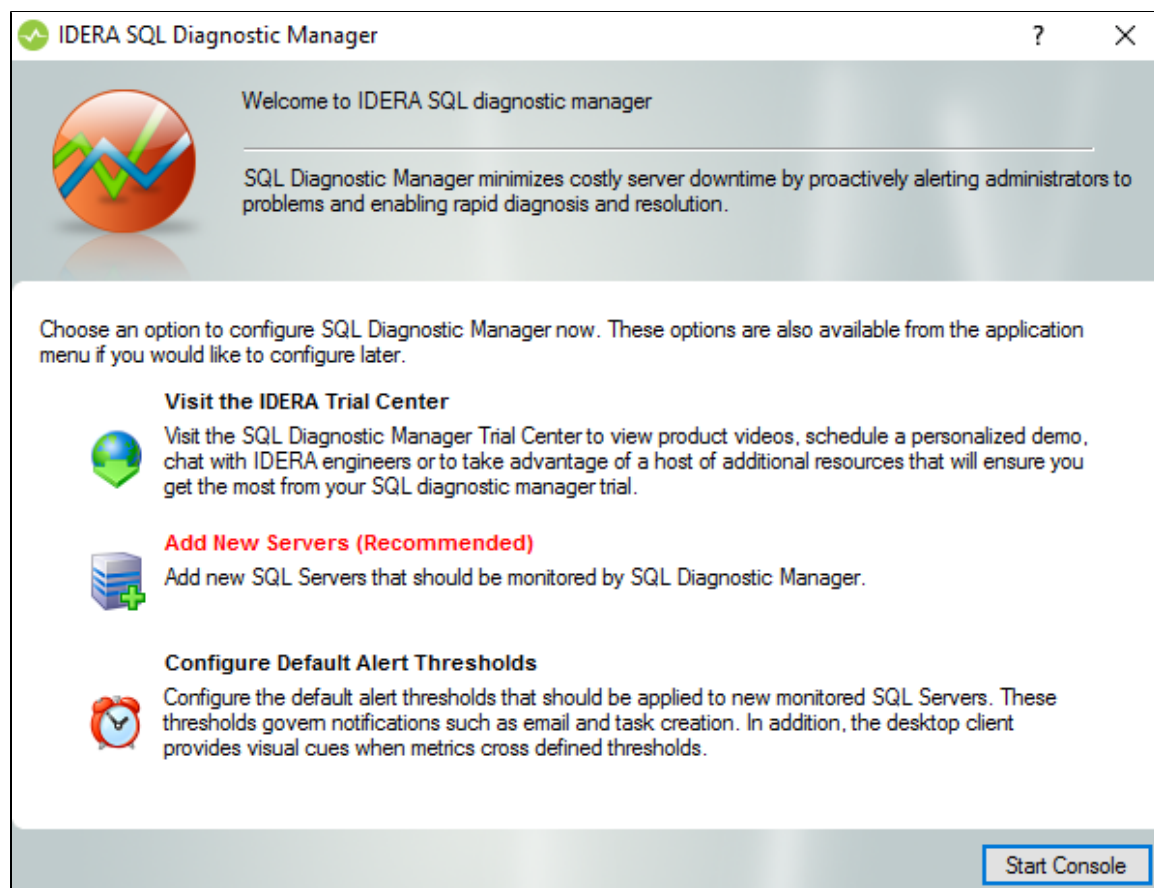 IDERA SQL Diagnostic Manager
?
Welcome to IDERA SQL diagnostic manager
SQL Diagnostic Manager minimizes costly server downtime by proactively alerting administrators to
problems and enabling rapid diagnosis and resolution.
Choose an option to configure SQL Diagnostic Manager now. These options are also available from the application
menu if you would like to configure later.
Visit the IDERA Trial Center
Visit the SQL Diagnostic Manager Trial Center to view product videos, schedule a personalized demo,
chat with IDERA engineers or to take advantage of a host of additional resources that will ensure you
get the most from your SQL diagnostic manager trial.
Add New Servers (Recommended)
Add new SQL Servers that should be monitored by SQL Diagnostic Manager.
Configure Default Alert Thresholds
Configure the default alert thresholds that should be applied to new monitored SQL Servers. These
thresholds govern notifications such as email and task creation. In addition, the desktop client
provides visual cues when metrics cross defined thresholds.
Start Console